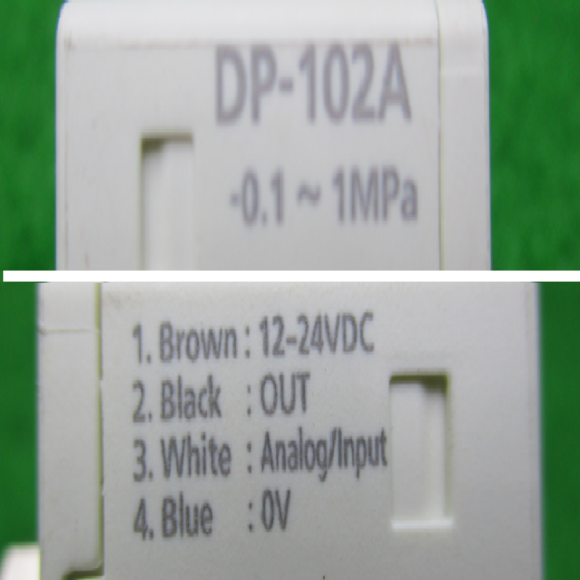 DP-102A
-0.1 ~ 1MPa
1. Brown : 12-24VDC
2. Black : OUT
3. White : Analog/Input
4. Blue : 0V